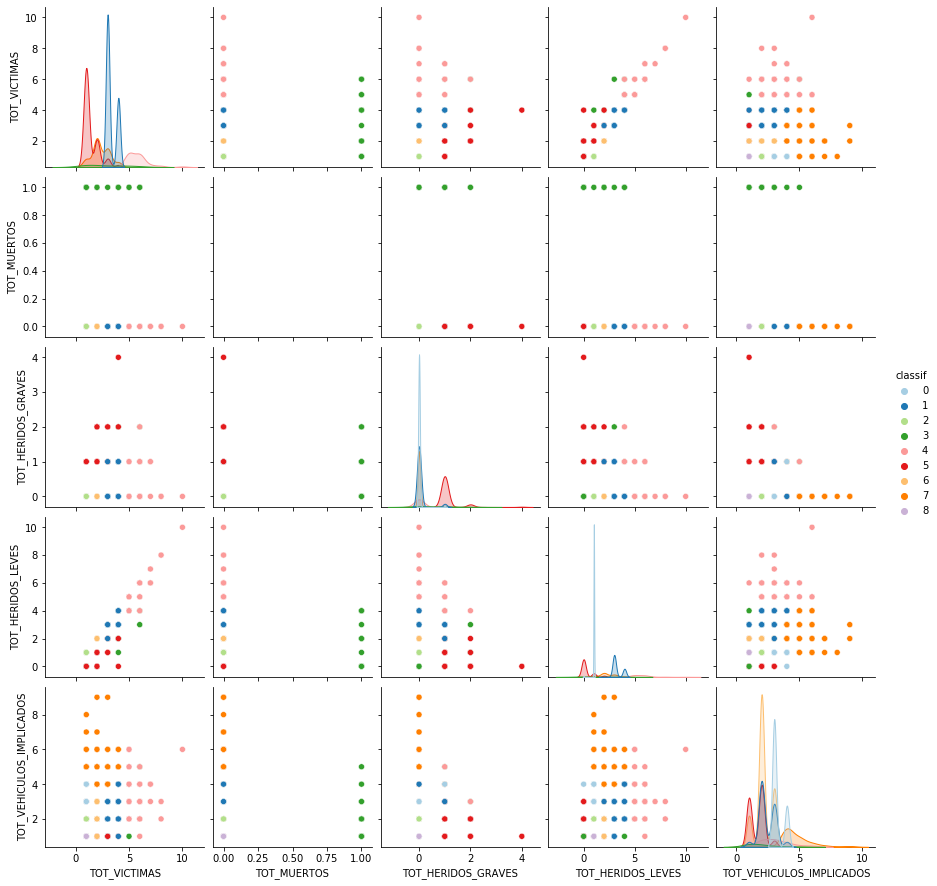 10
8
6
4
2
TOT_VICTIMAS
1.0
0.8
0.6
0.4
0.2
0.0
TOT_MUERTOS
4
3
2
1
0
TOT_HERIDOS_GRAVES
classif
0
1
2
3
4
5
6
7
8
10
8
6
4
2
0
TOT_HERIDOS_LEVES
8
6
4
2
TOT_VEHICULOS_IMPLICADOS
0 5 10
0.00 0.25 0.50 0.75 1.00
0 2 4
0 5 10
0 5 10
TOT_VICTIMAS
TOT_MUERTOS
TOT_HERIDOS_GRAVES
TOT_HERIDOS_LEVES
TOT_VEHICULOS_IMPLICADOS